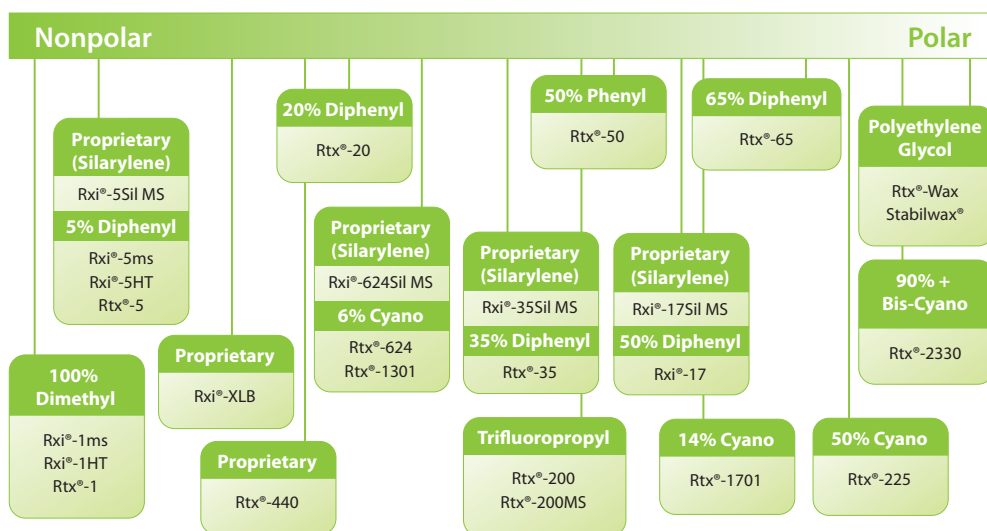 Nonpolar
Polar
Proprietary
(Silarylene)
Rxi®-5Sil MS
5% Diphenyl
Rxi®-5ms
Rxi®-5HT
Rtx®-5
100%
Dimethyl
Rxi®-1ms
Rxi®-1HT
Rtx®-1
Proprietary
Rxi®-XLB
20% Diphenyl
Rtx®-20
Proprietary
Rtx®-440
Proprietary
(Silarylene)
Rxi®-624Sil MS
6% Cyano
Rtx®-624
Rtx®-1301
Proprietary
(Silarylene)
Rxi®-35Sil MS
35% Diphenyl
Rtx®-35
50% Phenyl
Rtx®-50
Trifluoropropyl
Rtx®-200
Rtx®-200MS
Proprietary
(Silarylene)
Rxi®-17Sil MS
50% Diphenyl
Rxi®-17
65% Diphenyl
Rtx®-65
14% Cyano
Rtx®-1701
50% Cyano
Rtx®-225
Polyethylene
Glycol
Rtx®-Wax
Stabilwax®
90% +
Bis-Cyano
Rtx®-2330